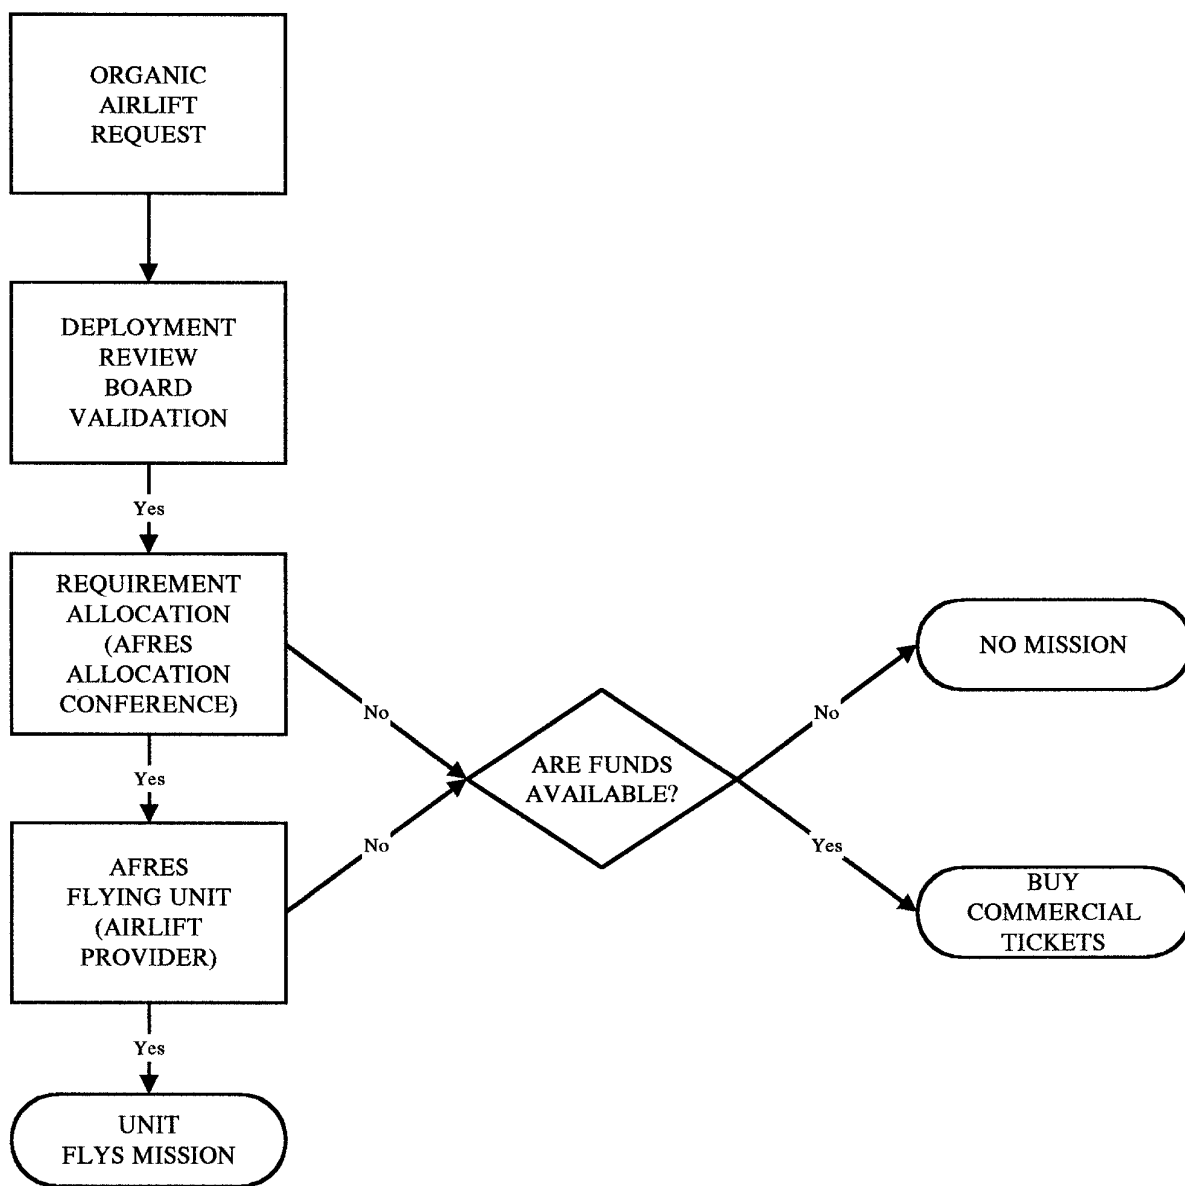 ORGANIC
AIRLIFT
REQUEST
DEPLOYMENT
REVIEW
BOARD
VALIDATION
Yes
REQUIREMENT
ALLOCATION
(AFRES
ALLOCATION
CONFERENCE)
No
Yes
AFRES
FLYING UNIT
(AIRLIFT
PROVIDER)
No
Yes
UNIT
FLYS MISSION
ARE FUNDS
AVAILABLE?
No
NO MISSION
Yes
BUY
COMMERCIAL
TICKETS